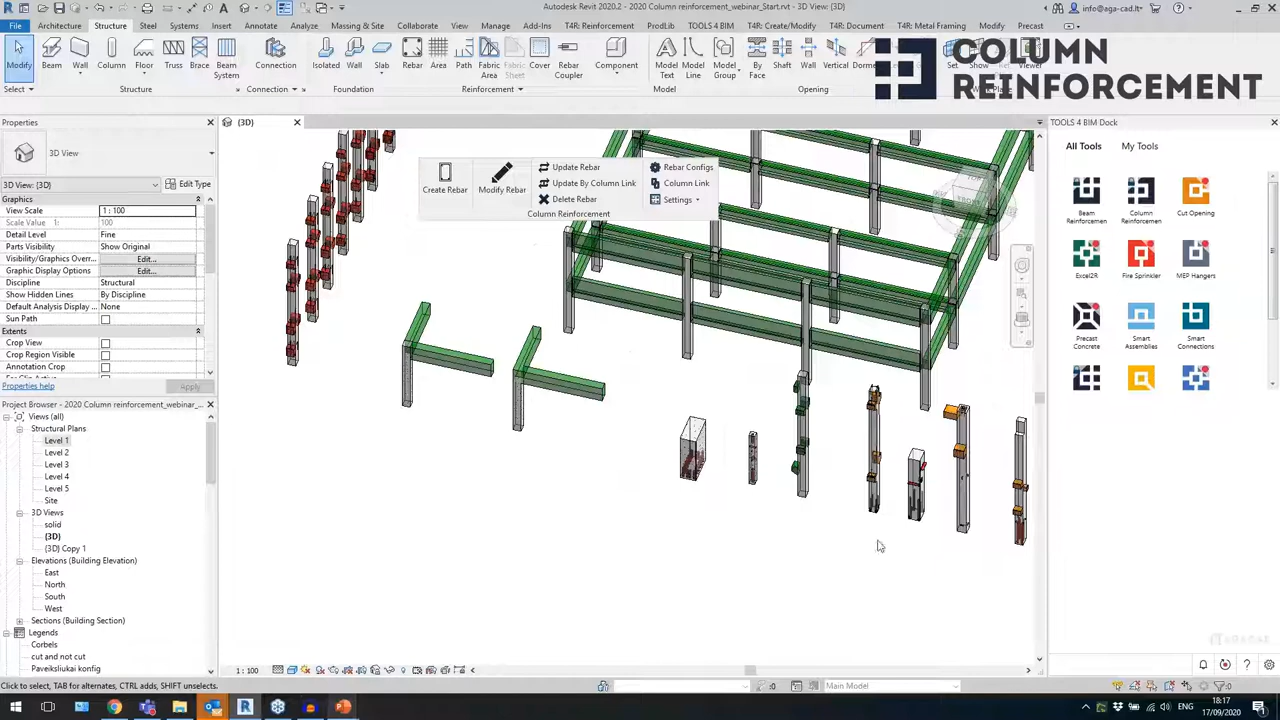 Autodesk Revit 2020.2 - 2020 Column reinforcement_webinar_Start.rvt - 3D View: {3D}
info@aga-cad.lt
File Architecture Structure Steel Systems Insert Annotate Analyze Massing & Site Collaborate View Manage Add-Ins T4R: Reinforcement ProdLib TOOLS 4 BIM T4R: Create/Modify T4R: Document T4R: Metal Framing Modify Precast
COLUMN
REINFORCEMENT
Modify Beam Wall Column Floor Truss Brace Beam System Connection Isolated Wall Slab Rebar Area Path Fabric Area Fabric Sheet Cover Rebar Coupler Component Model Text Model Line Model Group By Face Shaft Wall Vertical Dormer Set Show Viewer
Select Structure Connection Foundation Reinforcement Model Opening
Properties
{3D}
TOOLS 4 BIM Dock
3D View
All Tools My Tools
3D View: {3D} Edit Type
Graphics
View Scale 1 : 100
Scale Value 1: 100
Detail Level Fine
Parts Visibility Show Original
Visibility/Graphics Over... Edit...
Graphic Display Options Edit...
Discipline Structural
Show Hidden Lines By Discipline
Default Analysis Display ... None
Sun Path
Extents
Crop View
Crop Region Visible
Annotation Crop
Properties help Apply
Create Rebar
Modify Rebar
Update Rebar
Update By Column Link
Delete Rebar
Rebar Configs
Column Link
Settings
Column Reinforcement
Beam Reinforcemen
Column Reinforcemen
Cut Opening
Excel2R
Fire Sprinkler
MEP Hangers
Precast Concrete
Smart Assemblies
Smart Connections
Project Browser - 2020 Column reinforcement_webinar_...
Views (all)
Structural Plans
Level 1
Level 2
Level 3
Level 4
Level 5
Site
3D Views
solid
{3D}
{3D} Copy 1
Elevations (Building Elevation)
East
North
South
West
Sections (Building Section)
Legends
Corbels
cut and not cut
Paveiksliukai konfig
1 : 100
Click to select, TAB for alternates, CTRL adds, SHIFT unselects.
:0
Main Model
:0
ENG
18:17
17/09/2020